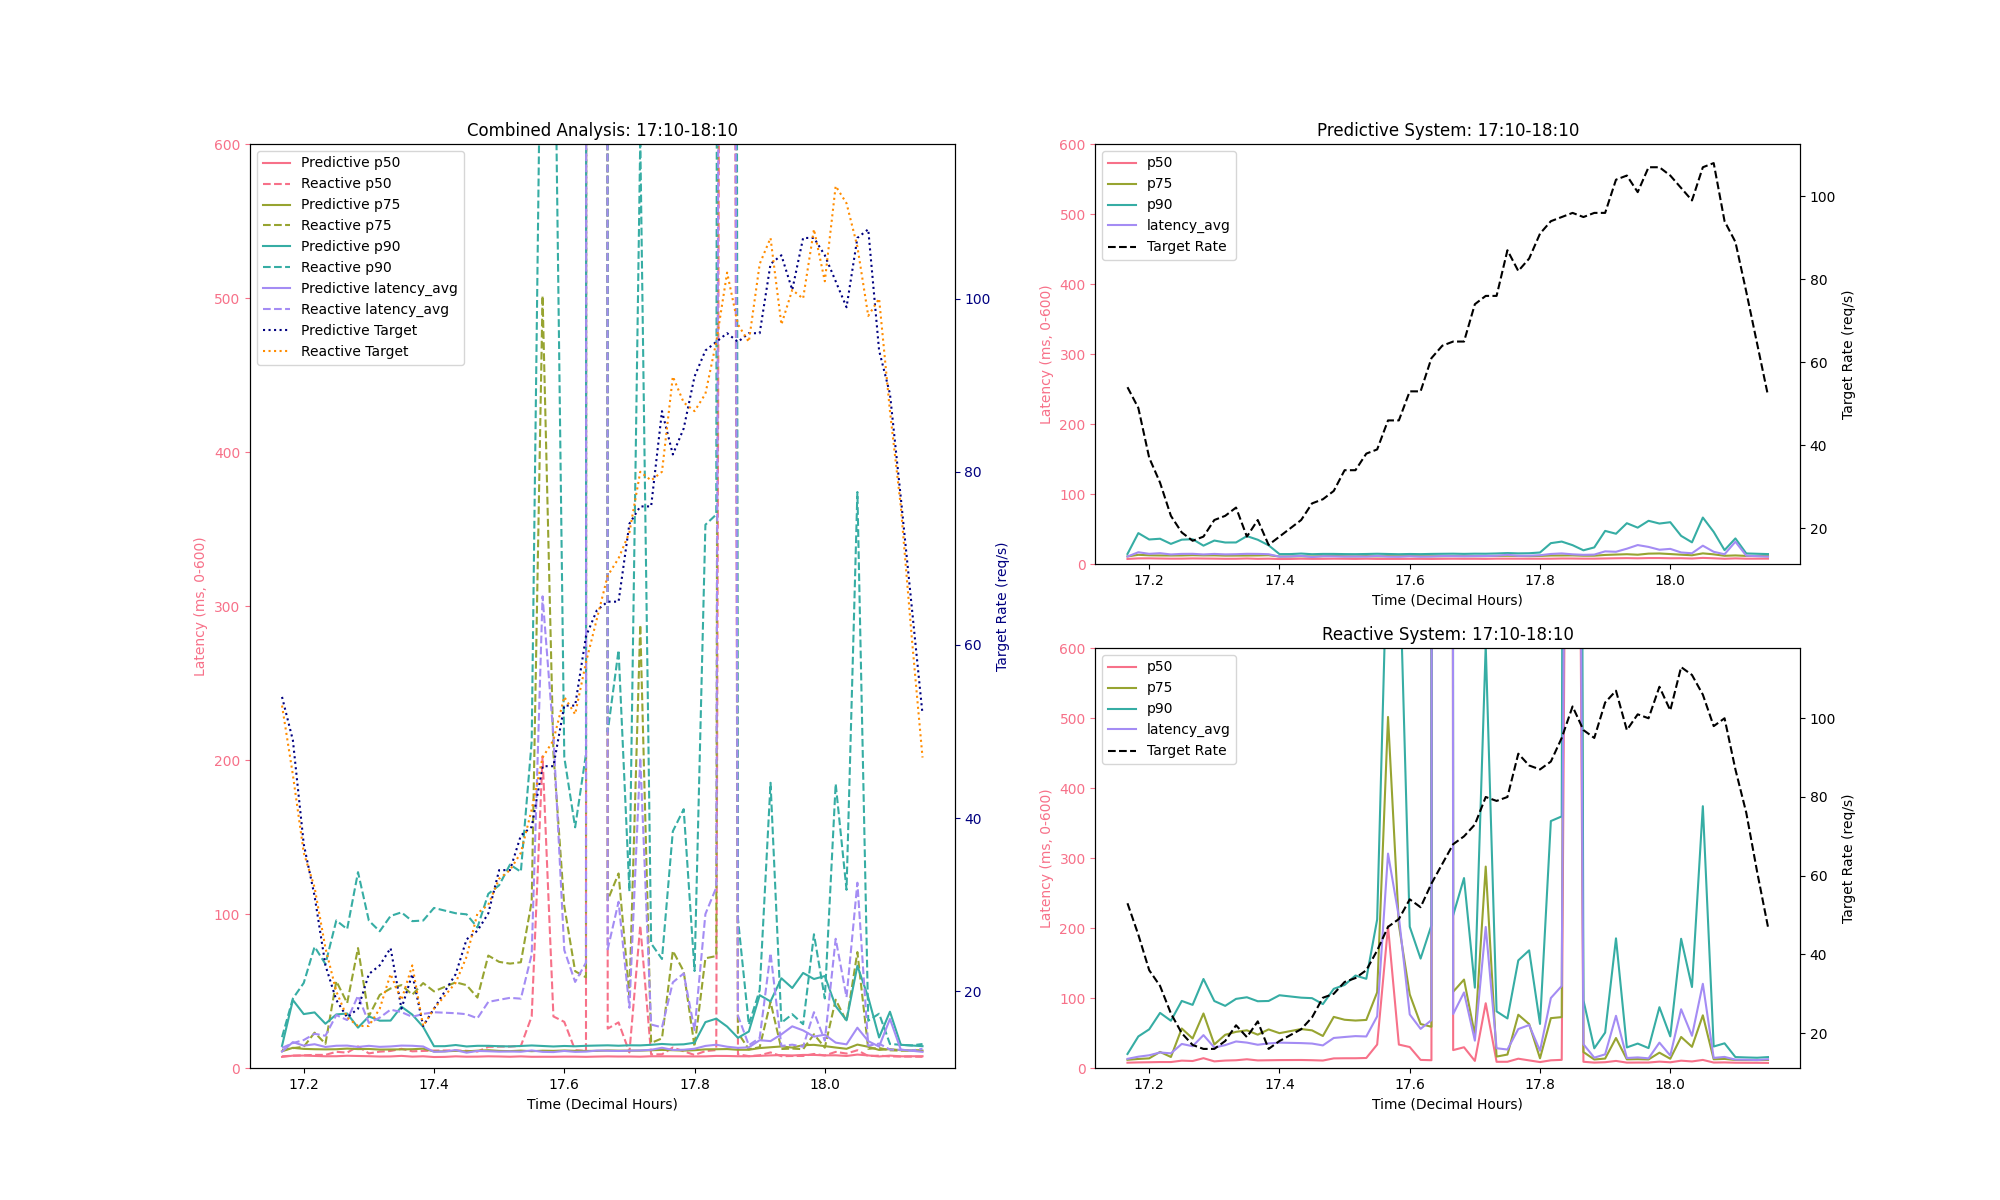 Combined Analysis: 17:10-18:10
600
500
400
300
200
100
0
Latency (ms, 0-600)
Predictive p50
Reactive p50
Predictive p75
Reactive p75
Predictive p90
Reactive p90
Predictive latency_avg
Reactive latency_avg
Predictive Target
Reactive Target
100
80
60
40
20
Target Rate (req/s)
17.2 17.4 17.6 17.8 18.0
Time (Decimal Hours)
Predictive System: 17:10-18:10
600
500
400
300
200
100
0
Latency (ms, 0-600)
p50
p75
p90
latency_avg
Target Rate
100
80
60
40
20
Target Rate (req/s)
17.2 17.4 17.6 17.8 18.0
Time (Decimal Hours)
Reactive System: 17:10-18:10
600
500
400
300
200
100
0
Latency (ms, 0-600)
p50
p75
p90
latency_avg
Target Rate
100
80
60
40
20
Target Rate (req/s)
17.2 17.4 17.6 17.8 18.0
Time (Decimal Hours)